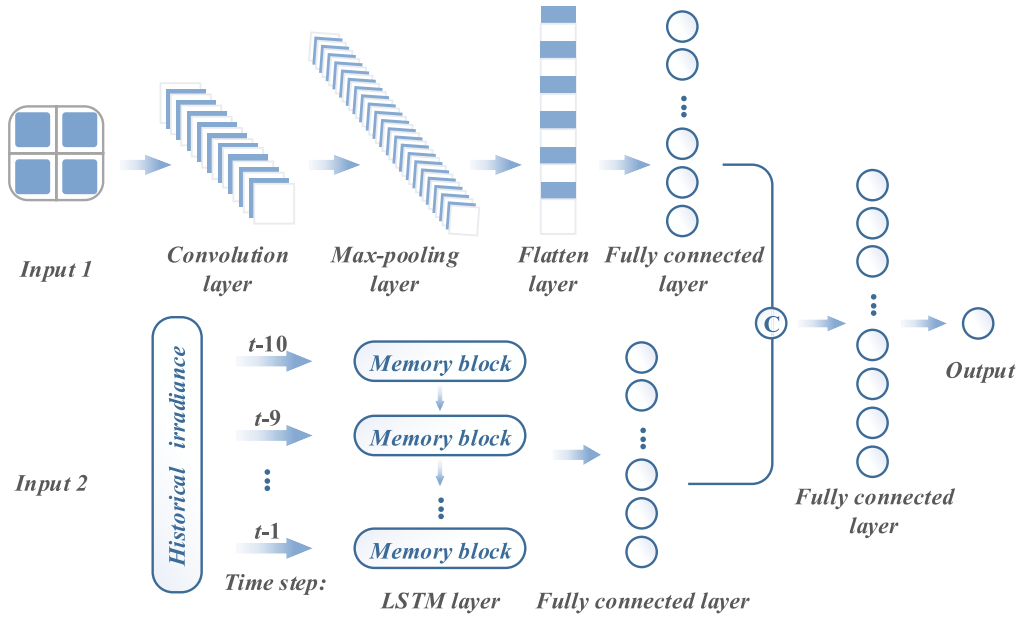 Input 1
Convolution
layer
Max-pooling
layer
Flatten
layer
Fully connected
layer
Input 2
Historical irradiance
t-10
t-9
t-1
Time step:
Memory block
Memory block
Memory block
LSTM layer
Fully connected layer
C
Fully connected
layer
Output